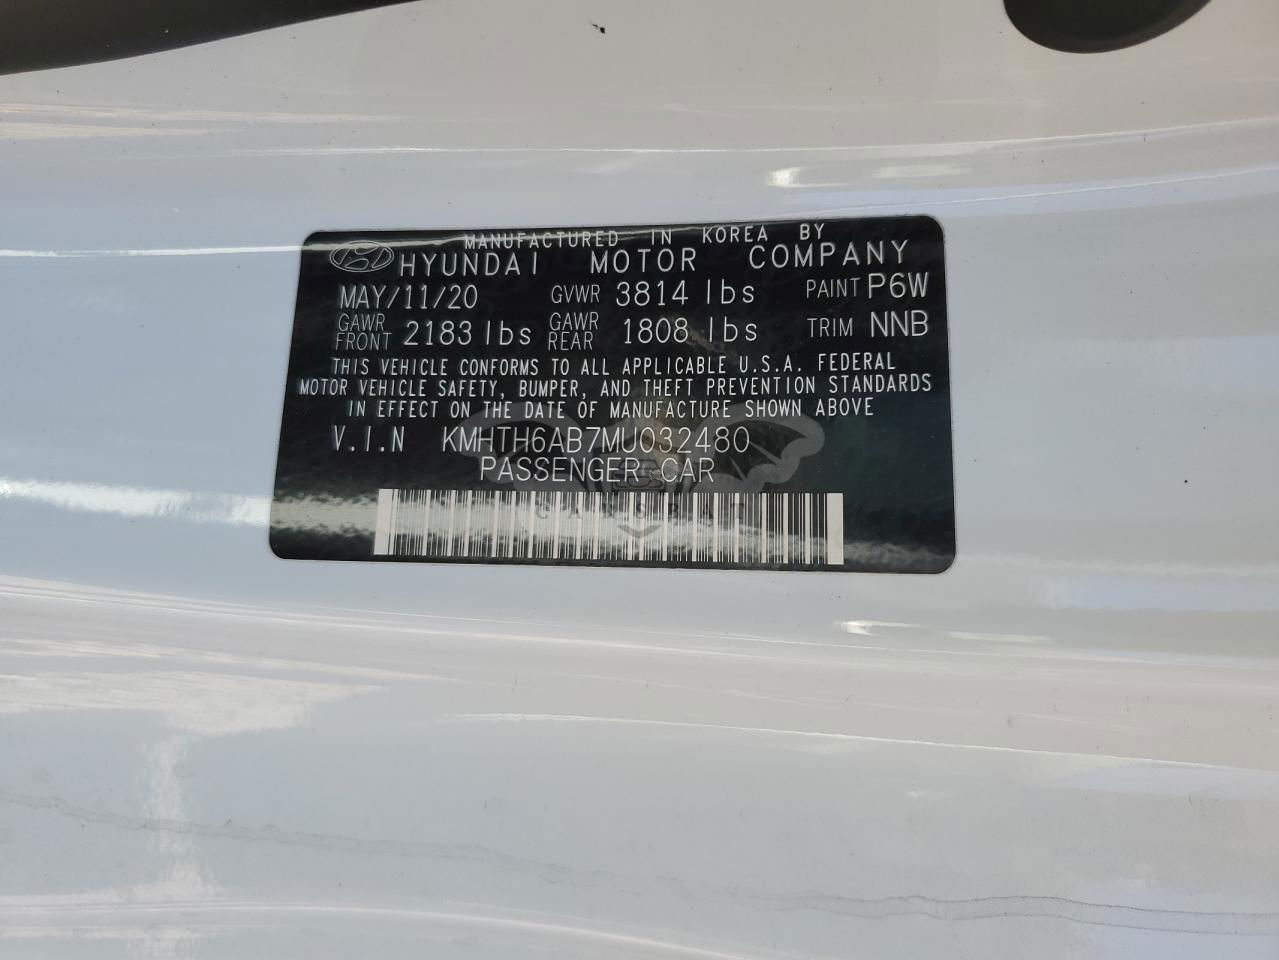 MANUFACTURED IN KOREA BY
HYUNDAI MOTOR COMPANY
MAY/11/20 GVWR 3814 lbs PAINT P6W
GAWR FRONT 2183 lbs GAWR REAR 1808 lbs TRIM NNB
THIS VEHICLE CONFORMS TO ALL APPLICABLE U.S.A. FEDERAL
MOTOR VEHICLE SAFETY, BUMPER, AND THEFT PREVENTION STANDARDS
IN EFFECT ON THE DATE OF MANUFACTURE SHOWN ABOVE
V.I.N KMHTH6AB7MU032480
PASSENGER CAR
CARSBAT